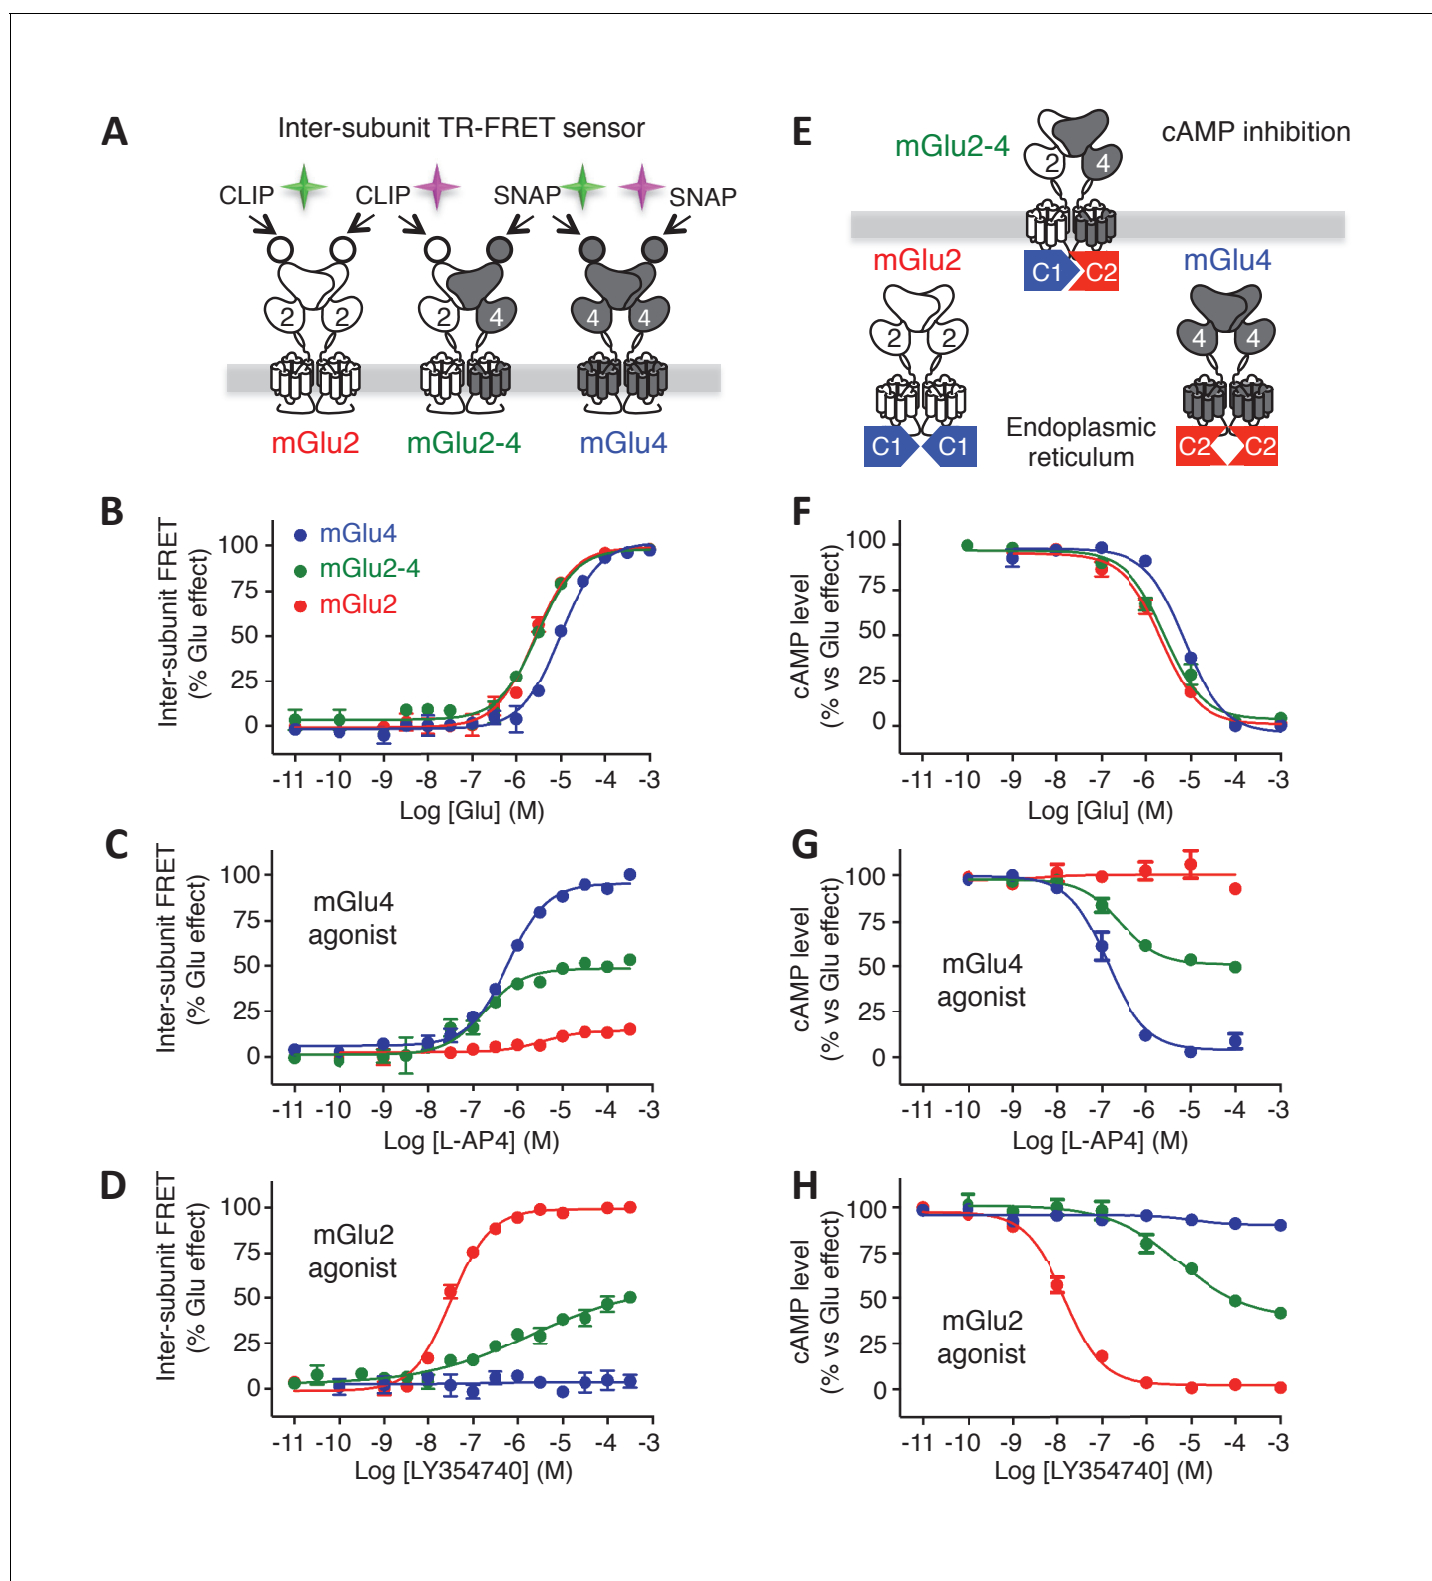 A
Inter-subunit TR-FRET sensor
CLIP
CLIP
SNAP
SNAP
2 2
2 4
4 4
mGlu2
mGlu2-4
mGlu4
E
mGlu2-4
cAMP inhibition
2 4
C1 C2
mGlu2
mGlu4
2 2
4 4
C1 C1
C2 C2
Endoplasmic
reticulum
B
Inter-subunit FRET
(% Glu effect)
100
75
50
25
0
mGlu4
mGlu2-4
mGlu2
-11 -10 -9 -8 -7 -6 -5 -4 -3
Log [Glu] (M)
F
cAMP level
(% vs Glu effect)
100
75
50
25
0
-11 -10 -9 -8 -7 -6 -5 -4 -3
Log [Glu] (M)
C
Inter-subunit FRET
(% Glu effect)
100
75
50
25
0
mGlu4
agonist
-11 -10 -9 -8 -7 -6 -5 -4 -3
Log [L-AP4] (M)
G
cAMP level
(% vs Glu effect)
100
75
50
25
0
mGlu4
agonist
-11 -10 -9 -8 -7 -6 -5 -4 -3
Log [L-AP4] (M)
D
Inter-subunit FRET
(% Glu effect)
100
75
50
25
0
mGlu2
agonist
-11 -10 -9 -8 -7 -6 -5 -4 -3
Log [LY354740] (M)
H
cAMP level
(% vs Glu effect)
100
75
50
25
0
mGlu2
agonist
-11 -10 -9 -8 -7 -6 -5 -4 -3
Log [LY354740] (M)